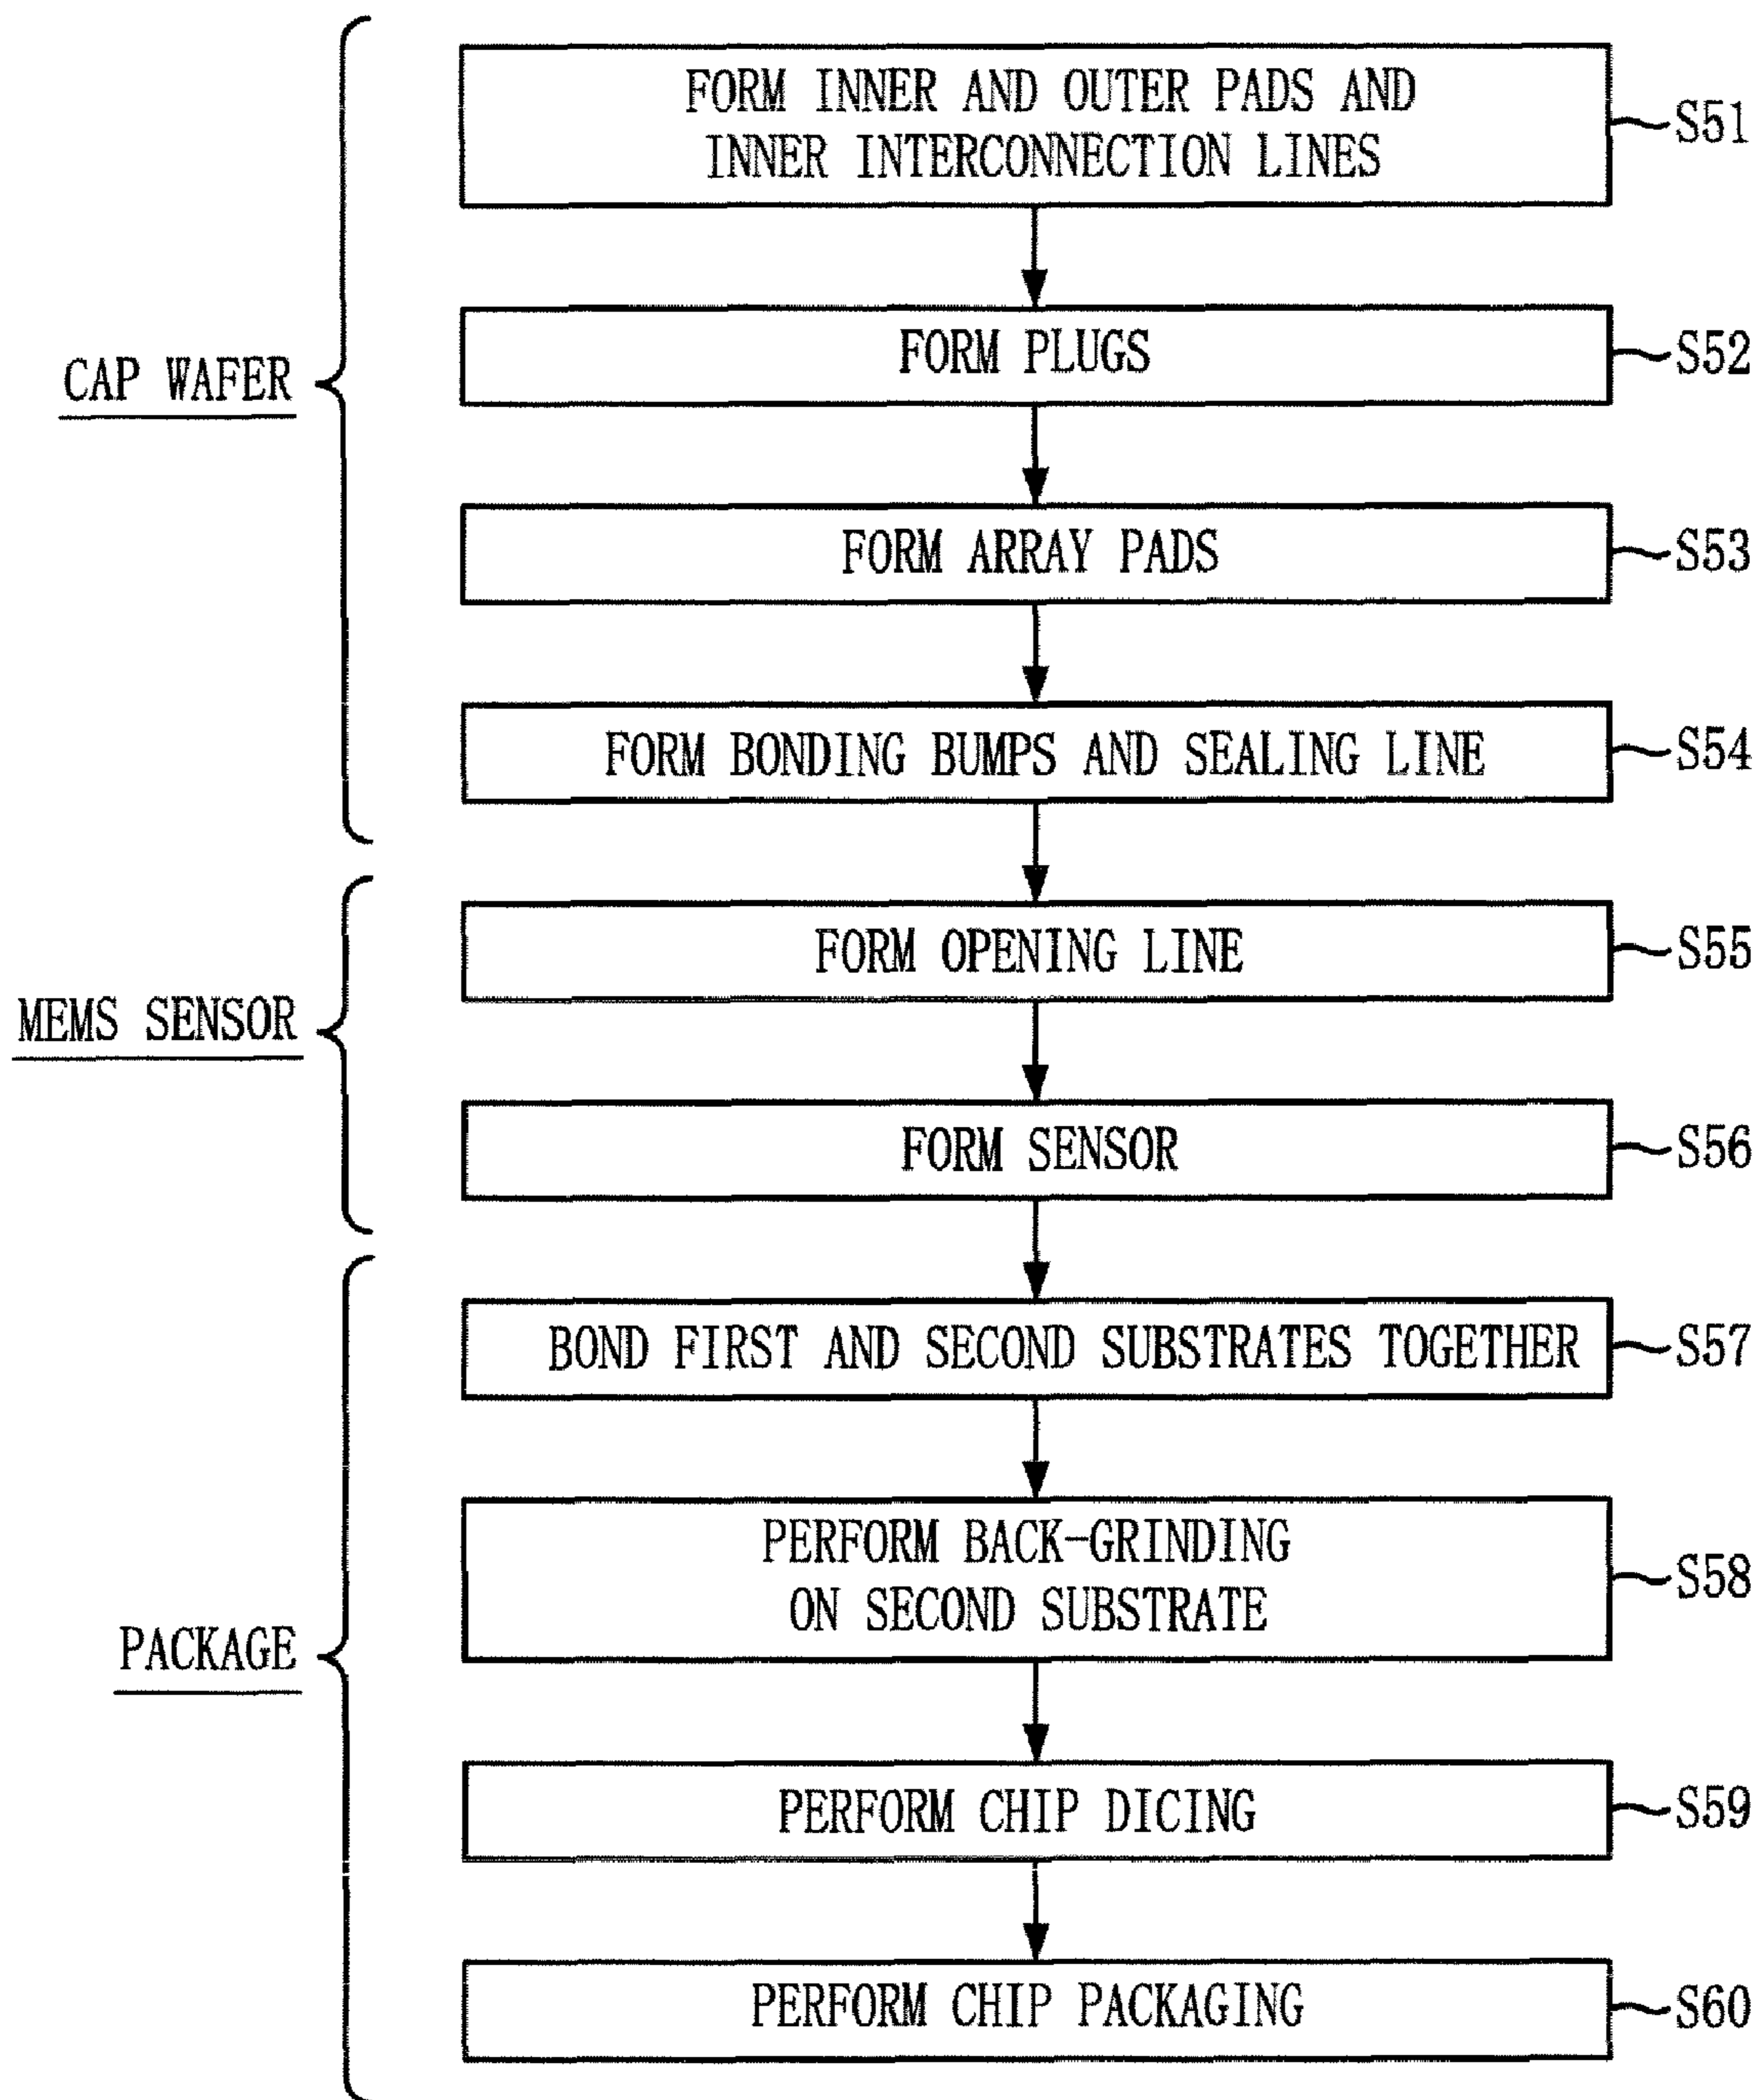 FORM INNER AND OUTER PADS AND
INNER INTERCONNECTION LINES
S51
FORM PLUGS
S52
CAP WAFER
FORM ARRAY PADS
S53
FORM BONDING BUMPS AND SEALING LINE
S54
FORM OPENING LINE
S55
MEMS SENSOR
FORM SENSOR
S56
BOND FIRST AND SECOND SUBSTRATES TOGETHER
S57
PERFORM BACK-GRINDING
ON SECOND SUBSTRATE
S58
PACKAGE
PERFORM CHIP DICING
S59
PERFORM CHIP PACKAGING
S60